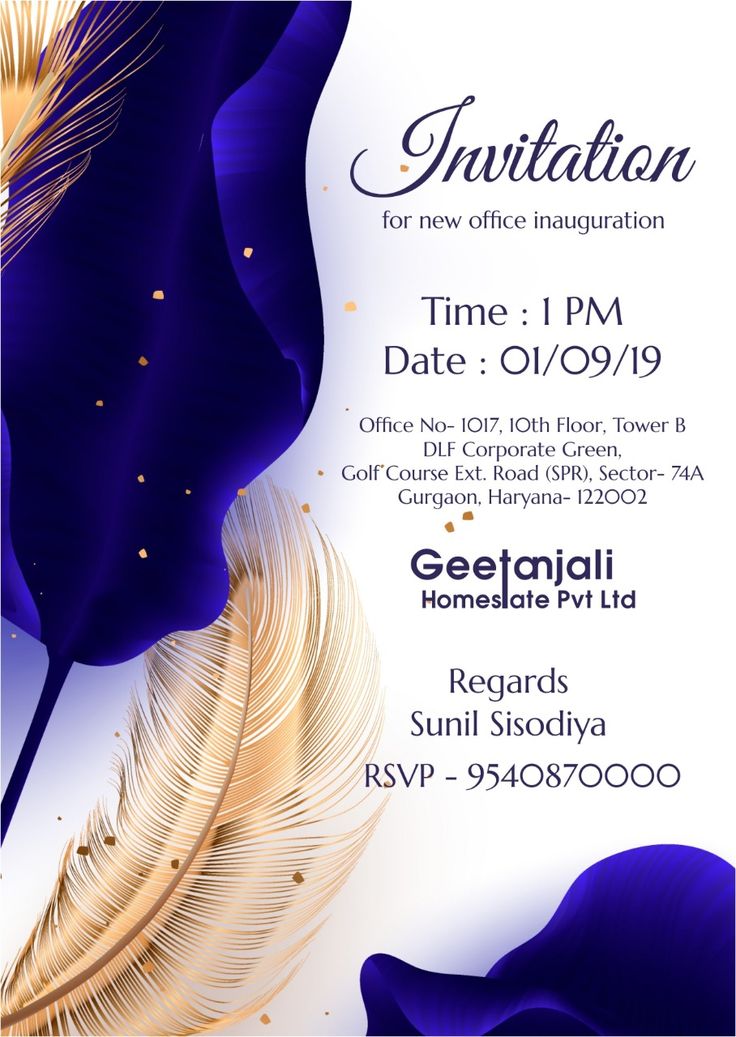 Invitation
for new office inauguration
Time : 1 PM
Date : 01/09/19
Office No- 1017, 10th Floor, Tower B
DLF Corporate Green,
Golf Course Ext. Road (SPR), Sector- 74A
Gurgaon, Haryana- 122002
Geetanjali
Homestate Pvt Ltd
Regards
Sunil Sisodiya
RSVP - 9540870000